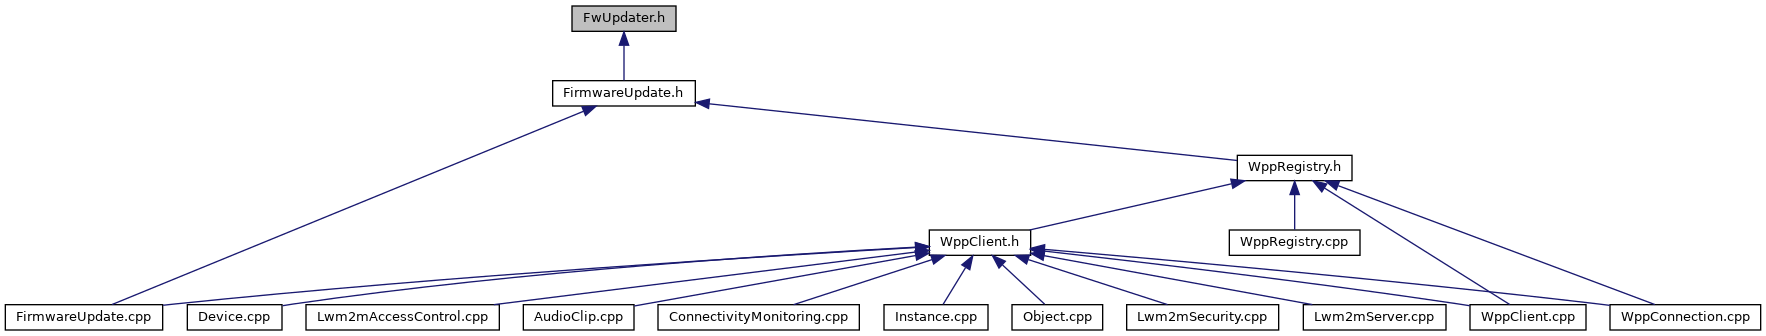 FwUpdater.h
FirmwareUpdate.h
WppRegistry.h
WppClient.h
WppRegistry.cpp
FirmwareUpdate.cpp
Device.cpp
Lwm2mAccessControl.cpp
AudioClip.cpp
ConnectivityMonitoring.cpp
Instance.cpp
Object.cpp
Lwm2mSecurity.cpp
Lwm2mServer.cpp
WppClient.cpp
WppConnection.cpp